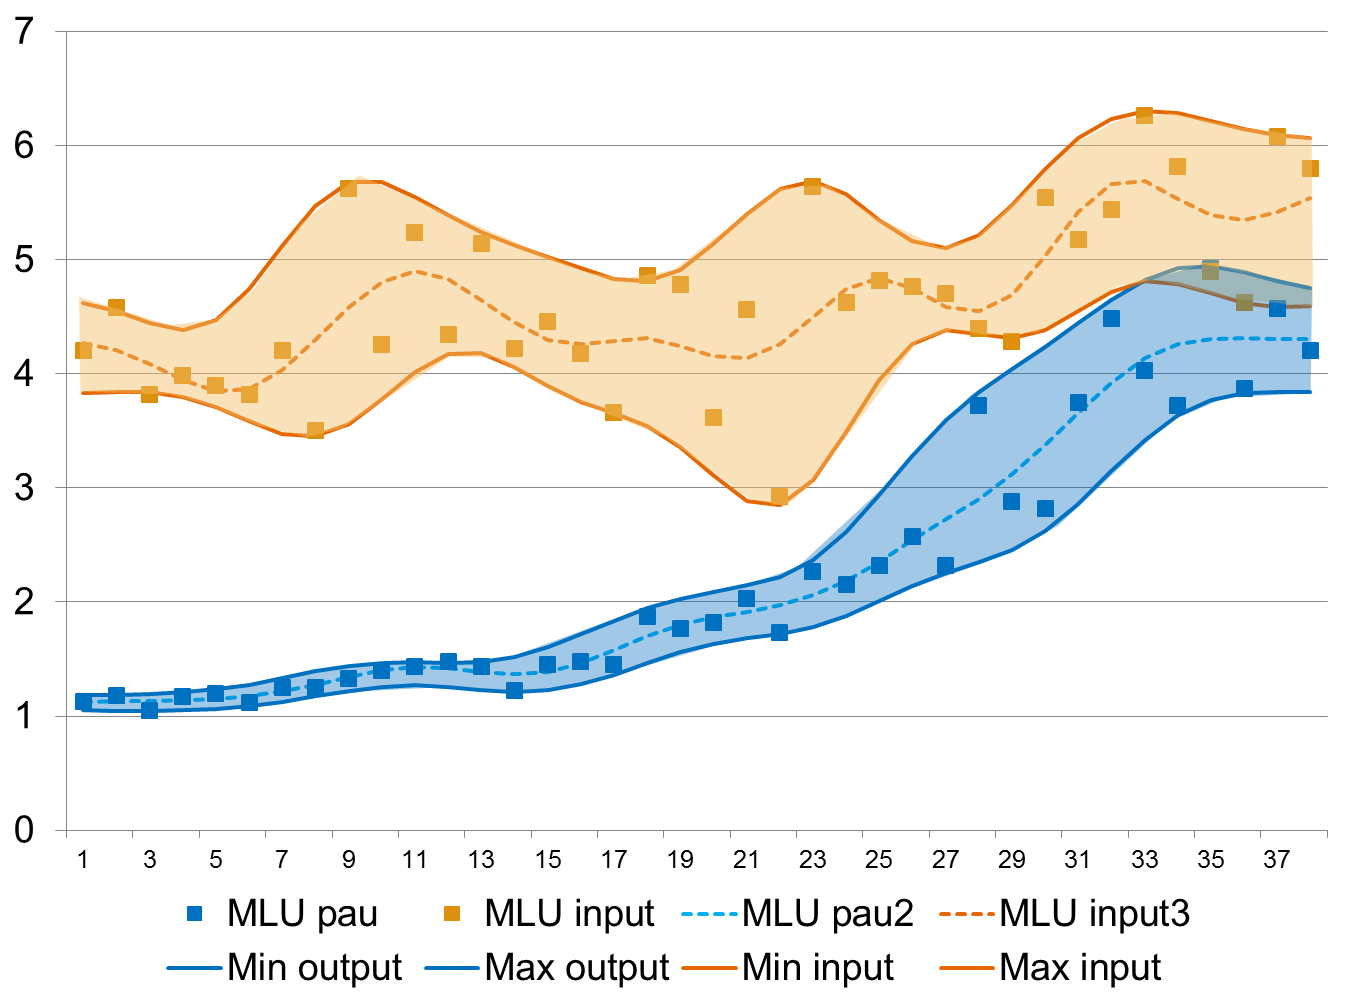 7
6
5
4
3
2
1
0
1 3 5 7 9 11 13 15 17 19 21 23 25 27 29 31 33 35 37
MLU pau MLU input MLU pau2 MLU input3
Min output Max output Min input Max input